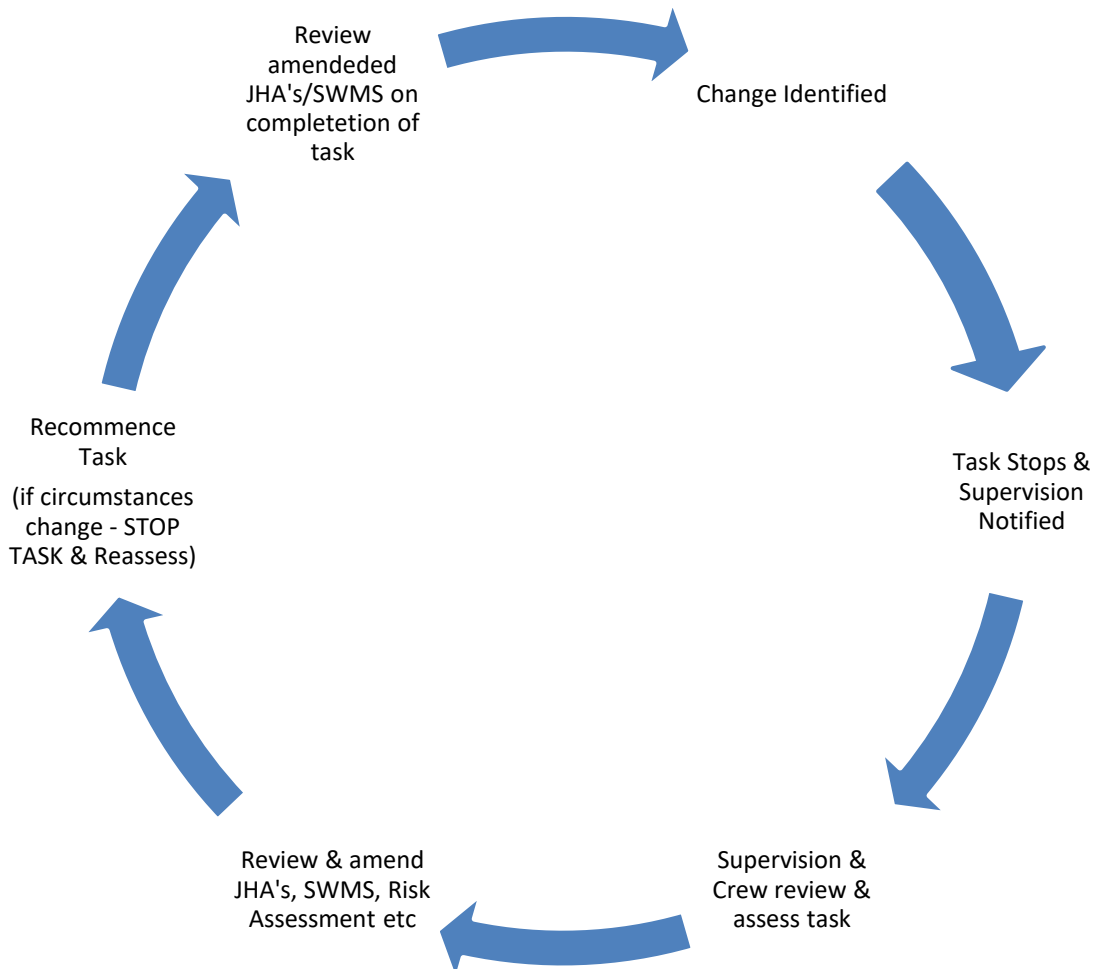 Review
amendeded
JHA's/SWMS on
completetion of
task
Change Identified
Task Stops &
Supervision
Notified
Supervision &
Crew review &
assess task
Review & amend
JHA's, SWMS, Risk
Assessment etc
Recommence
Task
(if circumstances
change - STOP
TASK & Reassess)